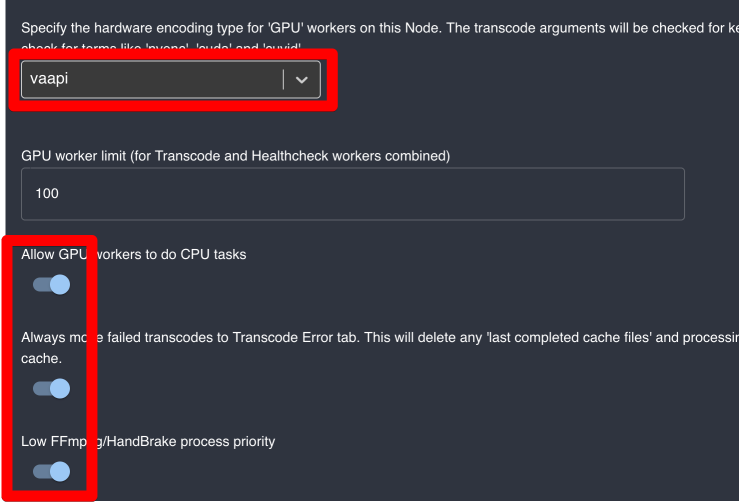 Specify the hardware encoding type for 'GPU' workers on this Node. The transcode arguments will be checked for ke
check for terms like 'nvenc', 'cuda' and 'cuvid'
vaapi
GPU worker limit (for Transcode and Healthcheck workers combined)
100
Allow GPU workers to do CPU tasks
Always move failed transcodes to Transcode Error tab. This will delete any 'last completed cache files' and processin
cache.
Low FFmpeg/HandBrake process priority